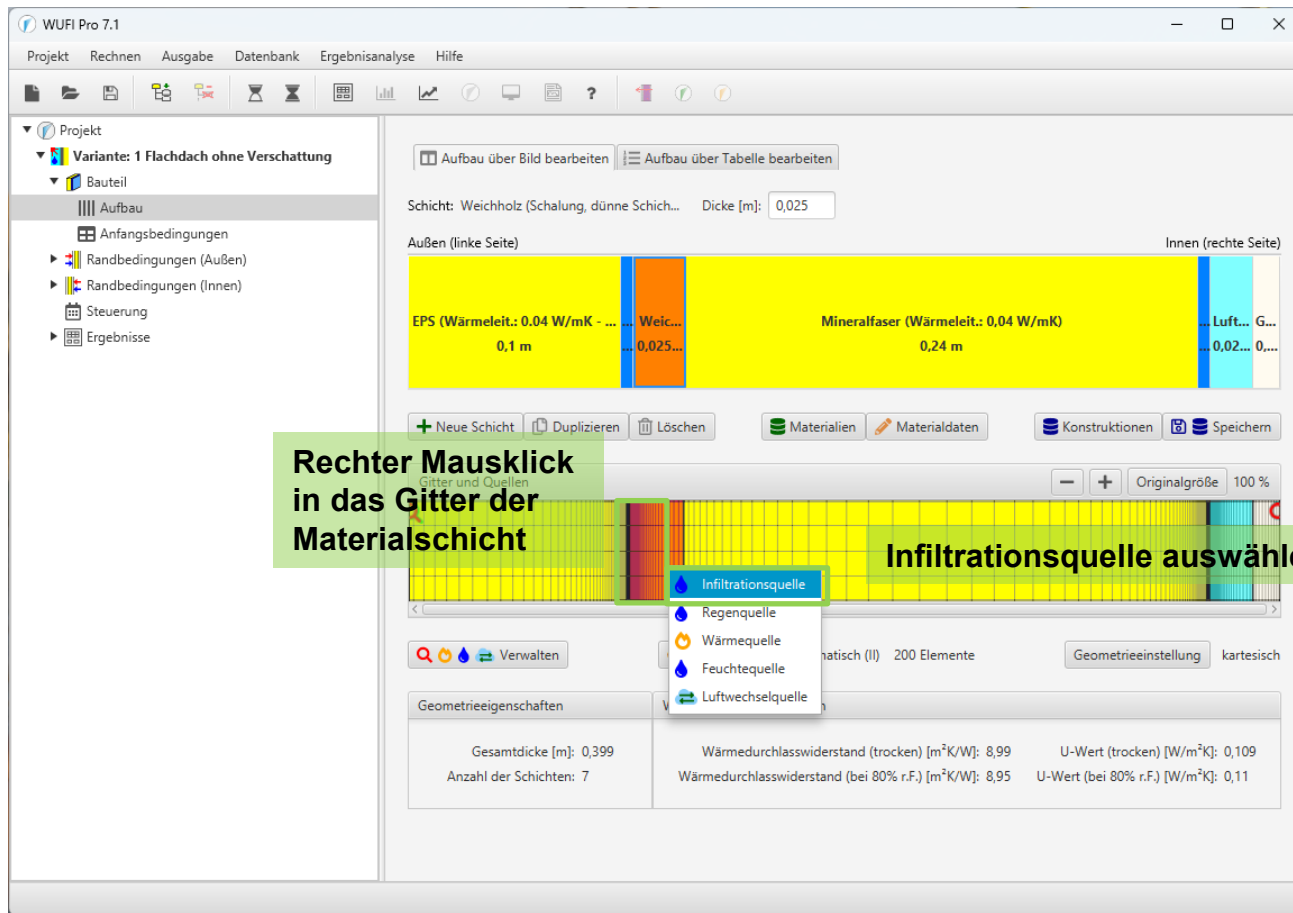 WUFI Pro 7.1
Projekt Rechnen Ausgabe Datenbank Ergebnisanalyse Hilfe
Projekt
Variante: 1 Flachdach ohne Verschattung
Bauteil
Aufbau
Anfangsbedingungen
Randbedingungen (Außen)
Randbedingungen (Innen)
Steuerung
Ergebnisse
Aufbau über Bild bearbeiten Aufbau über Tabelle bearbeiten
Schicht: Weichholz (Schalung, dünne Schich... Dicke [m]: 0,025
Außen (linke Seite) Innen (rechte Seite)
EPS (Wärmeleit.: 0.04 W/mK - ... ... Weic... Mineralfaser (Wärmeleit.: 0,04 W/mK) ... Luft... G...
0,1 m ... 0,025... 0,24 m ... 0,02... 0,...
Neue Schicht Duplizieren Löschen Materialien Materialdaten Konstruktionen Speichern
Rechter Mausklick
in das Gitter der
Materialschicht
Gitter und Quellen Originalgröße 100 %
Infiltrationsquelle auswähle
Infiltrationsquelle
Regenquelle
Wärmequelle
Feuchtequelle
Luftwechselquelle
Verwalten natisch (II) 200 Elemente Geometrieeinstellung kartesisch
Geometrieeigenschaften
Gesamtdicke [m]: 0,399 Wärmedurchlasswiderstand (trocken) [m²K/W]: 8,99 U-Wert (trocken) [W/m²K]: 0,109
Anzahl der Schichten: 7 Wärmedurchlasswiderstand (bei 80% r.F.) [m²K/W]: 8,95 U-Wert (bei 80% r.F.) [W/m²K]: 0,11